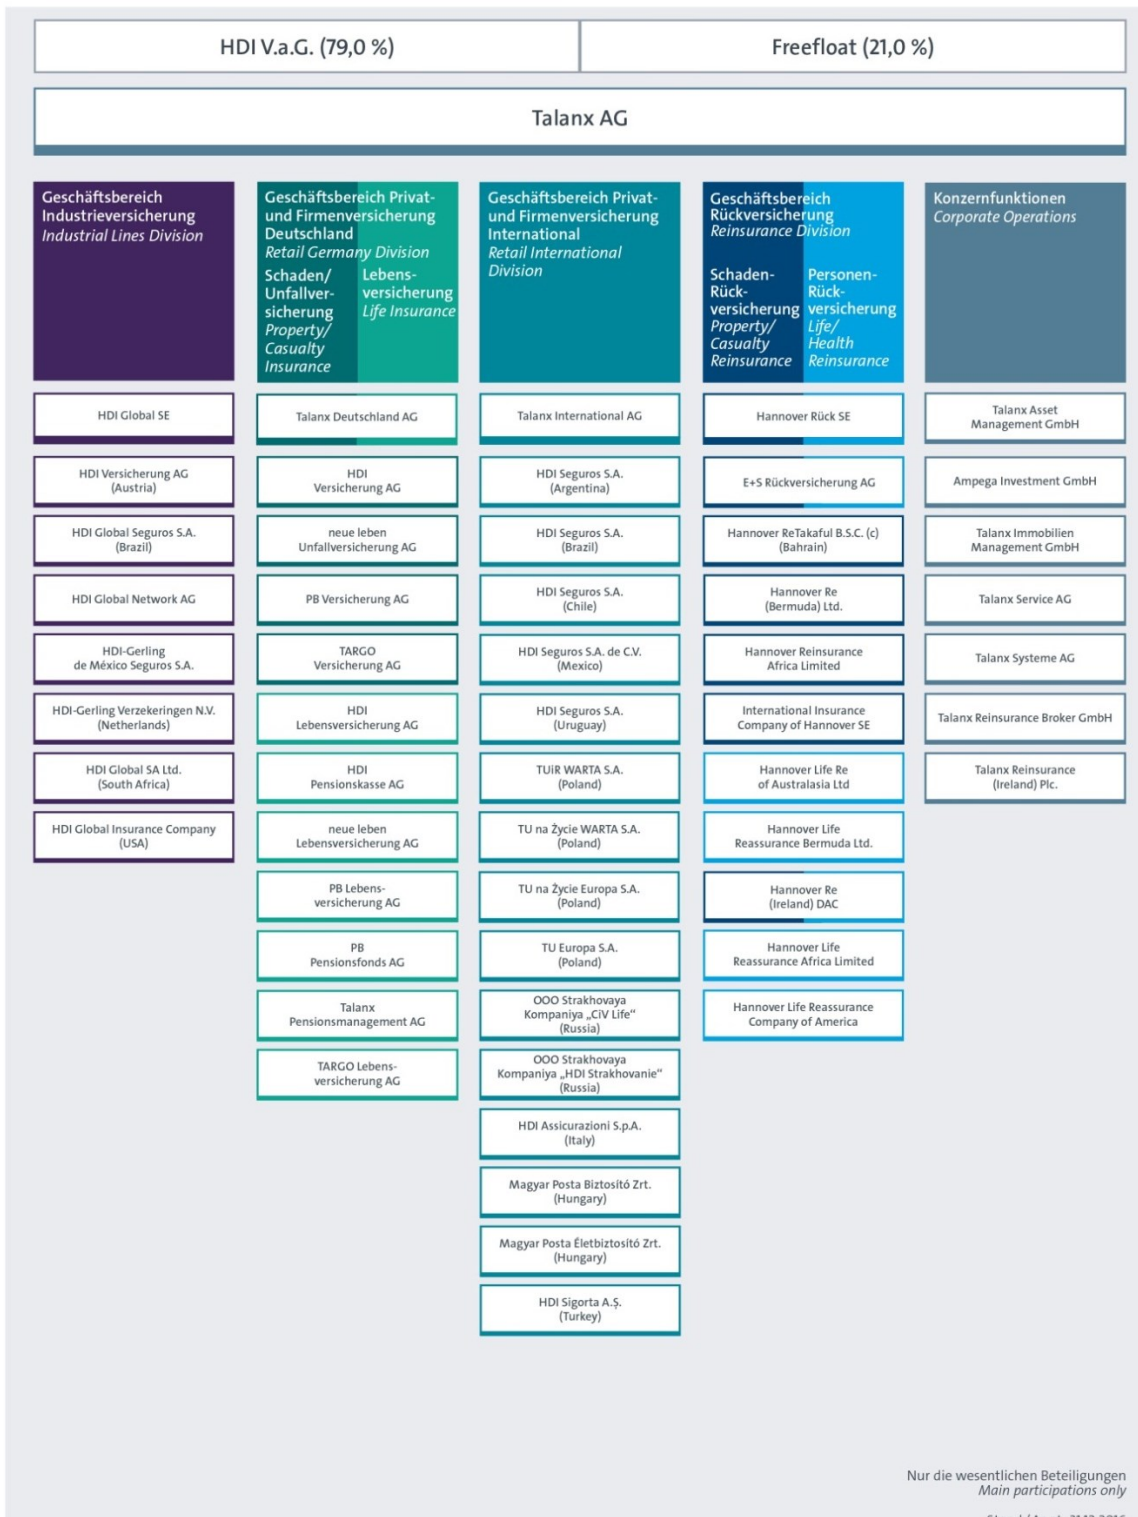 HDI V.a.G. (79,0 %)
Freefloat (21,0 %)
Talanx AG
Geschäftsbereich
Industrieversicherung
Industrial Lines Division
HDI Global SE
HDI Versicherung AG
(Austria)
HDI Global Seguros S.A.
(Brazil)
HDI Global Network AG
HDI-Gerling
de México Seguros S.A.
HDI-Gerling Verzekeringen N.V.
(Netherlands)
HDI Global SA Ltd.
(South Africa)
HDI Global Insurance Company
(USA)
Geschäftsbereich Privat-
und Firmenversicherung
Deutschland
Retail Germany Division
Schaden/
Unfallver-
sicherung
Property/
Casualty
Insurance
Lebens-
versicherung
Life Insurance
Talanx Deutschland AG
HDI
Versicherung AG
neue leben
Unfallversicherung AG
PB Versicherung AG
TARGO
Versicherung AG
HDI
Lebensversicherung AG
HDI
Pensionskasse AG
neue leben
Lebensversicherung AG
PB Lebens-
versicherung AG
PB
Pensionsfonds AG
Talanx
Pensionsmanagement AG
TARGO Lebens-
versicherung AG
Geschäftsbereich Privat-
und Firmenversicherung
International
Retail International
Division
Talanx International AG
HDI Seguros S.A.
(Argentina)
HDI Seguros S.A.
(Brazil)
HDI Seguros S.A.
(Chile)
HDI Seguros S.A. de C.V.
(Mexico)
HDI Seguros S.A.
(Uruguay)
TUiR WARTA S.A.
(Poland)
TU na Życie WARTA S.A.
(Poland)
TU na Życie Europa S.A.
(Poland)
TU Europa S.A.
(Poland)
OOO Strakhovaya
Kompaniya „CiV Life“
(Russia)
OOO Strakhovaya
Kompaniya „HDI Strakhovanie“
(Russia)
HDI Assicurazioni S.p.A.
(Italy)
Magyar Posta Biztosító Zrt.
(Hungary)
Magyar Posta Életbiztosító Zrt.
(Hungary)
HDI Sigorta A.Ş.
(Turkey)
Geschäftsbereich
Rückversicherung
Reinsurance Division
Schaden-
Rück-
versicherung
Property/
Casualty
Reinsurance
Personen-
Rück-
versicherung
Life/
Health
Reinsurance
Hannover Rück SE
E+S Rückversicherung AG
Hannover ReTakaful B.S.C. (c)
(Bahrain)
Hannover Re
(Bermuda) Ltd.
Hannover Reinsurance
Africa Limited
International Insurance
Company of Hannover SE
Hannover Life Re
of Australasia Ltd
Hannover Life
Reassurance Bermuda Ltd.
Hannover Re
(Ireland) DAC
Hannover Life
Reassurance Africa Limited
Hannover Life Reassurance
Company of America
Konzernfunktionen
Corporate Operations
Talanx Asset
Management GmbH
Ampega Investment GmbH
Talanx Immobilien
Management GmbH
Talanx Service AG
Talanx Systeme AG
Talanx Reinsurance Broker GmbH
Talanx Reinsurance
(Ireland) Plc.
Nur die wesentlichen Beteiligungen
Main participations only